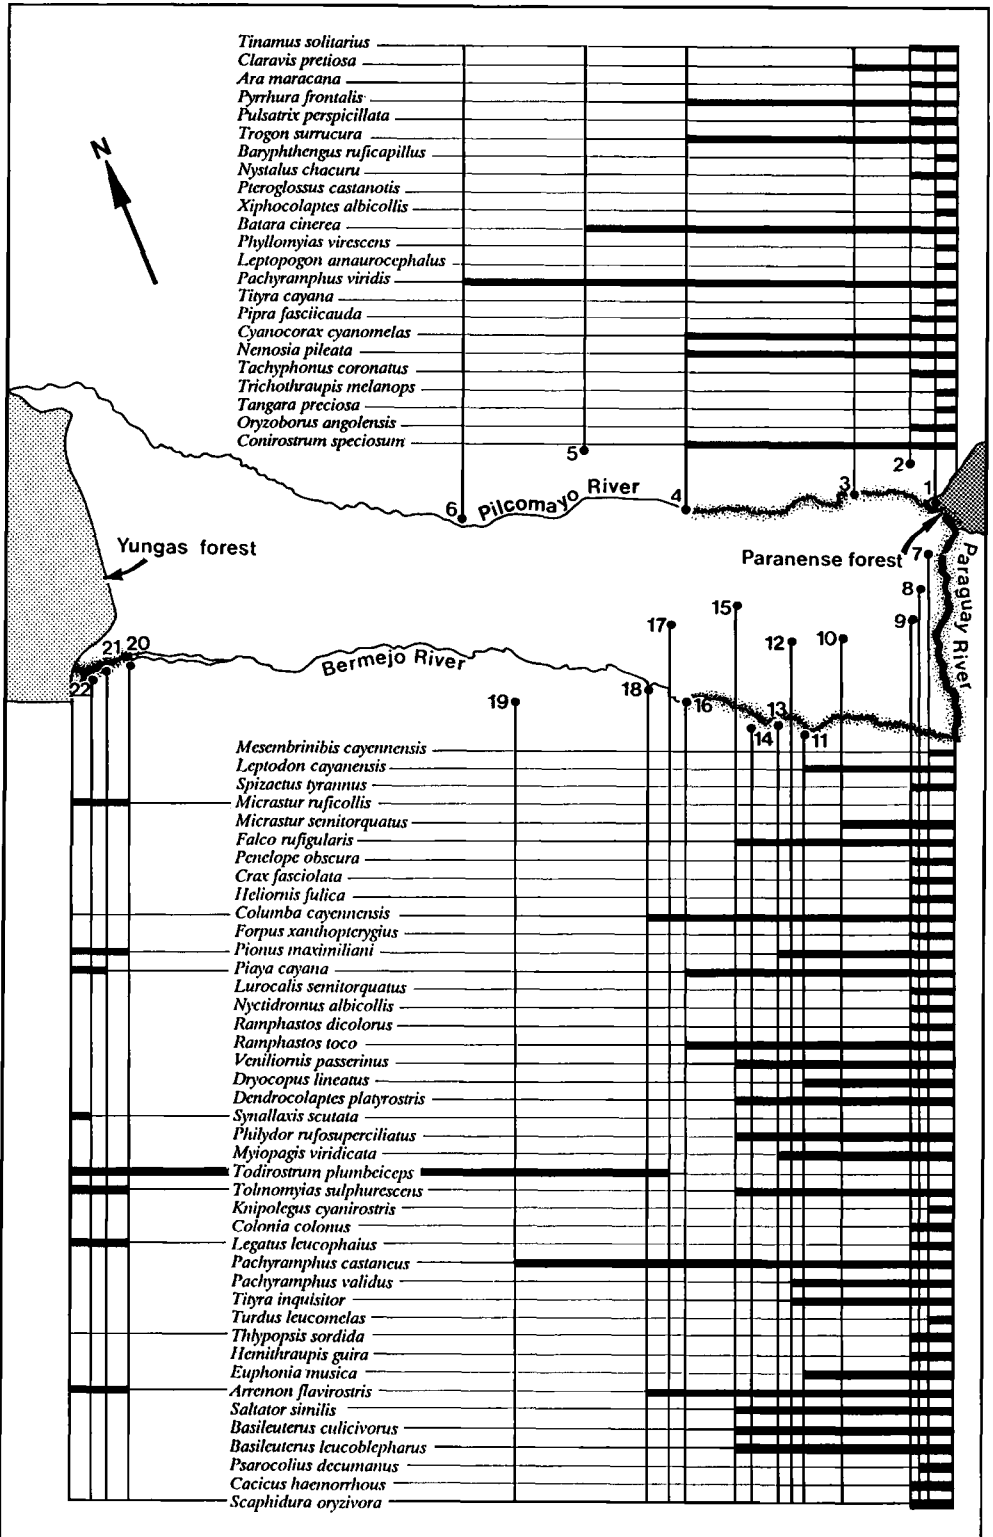 Tinamus solitarius
Claravis pretiosa
Ara maracana
Pyrrhura frontalis
Pulsatrix perspicillata
Trogon surrucura
Baryphthengus ruficapillus
Nystalus chacuru
Pteroglossus castanotis
Xiphocolaptes albicollis
Batara cinerea
Phyllomyias virescens
Leptopogon amaurocephalus
Pachyramphus viridis
Tityra cayana
Pipra fasciicauda
Cyanocorax cyanomelas
Nemosia pileata
Tachyphonus coronatus
Trichothraupis melanops
Tangara preciosa
Oryzoborus angolensis
Conirostrum speciosum
N
5
2
6
Pilcomayo River
4
3
1
Yungas forest
Paranense forest
7
Paraguay River
8
15
9
17
12
10
21
20
Bermejo River
22
19
18
16
13
14
11
Mesembrinibis cayennensis
Leptodon cayanensis
Spizaetus tyrannus
Micrastur ruficollis
Micrastur semitorquatus
Falco rufigularis
Penelope obscura
Crax fasciolata
Heliornis fulica
Columba cayennensis
Forpus xanthopterygius
Pionus maximiliani
Piaya cayana
Lurocalis semitorquatus
Nyctidromus albicollis
Ramphastos dicolorus
Ramphastos toco
Veniliornis passerinus
Dryocopus lineatus
Dendrocolaptes platyrostris
Synallaxis scutata
Philydor rufosuperciliatus
Myiopagis viridicata
Todirostrum plumbeiceps
Tolmomyias sulphurescens
Knipolegus cyanirostris
Colonia colonus
Legatus leucophaius
Pachyramphus castaneus
Pachyramphus validus
Tityra inquisitor
Turdus leucomelas
Thlypopsis sordida
Hemithraupis guira
Euphonia musica
Arremon flavirostris
Saltator similis
Basileuterus culicivorus
Basileuterus leucoblepharus
Psarocolius decumanus
Cacicus haemorrhous
Scaphidura oryzivora